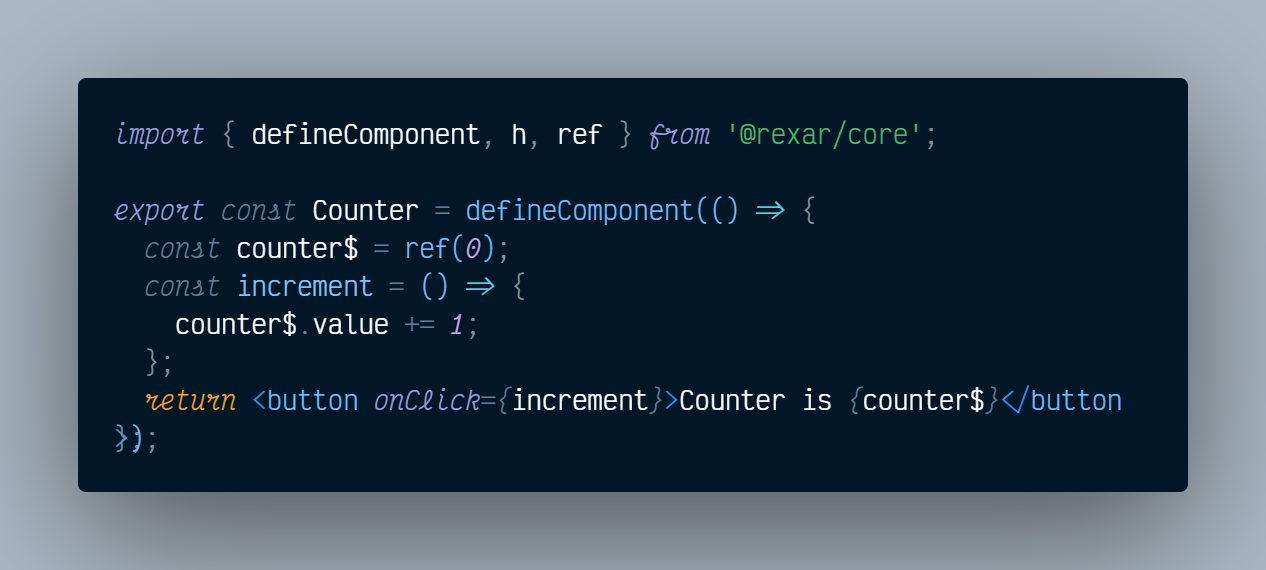 import { defineComponent, h, ref } from '@rexar/core';
export const Counter = defineComponent(() => {
  const counter$ = ref(0);
  const increment = () => {
    counter$.value += 1;
  };
  return <button onClick={increment}>Counter is {counter$}</button
>;
});